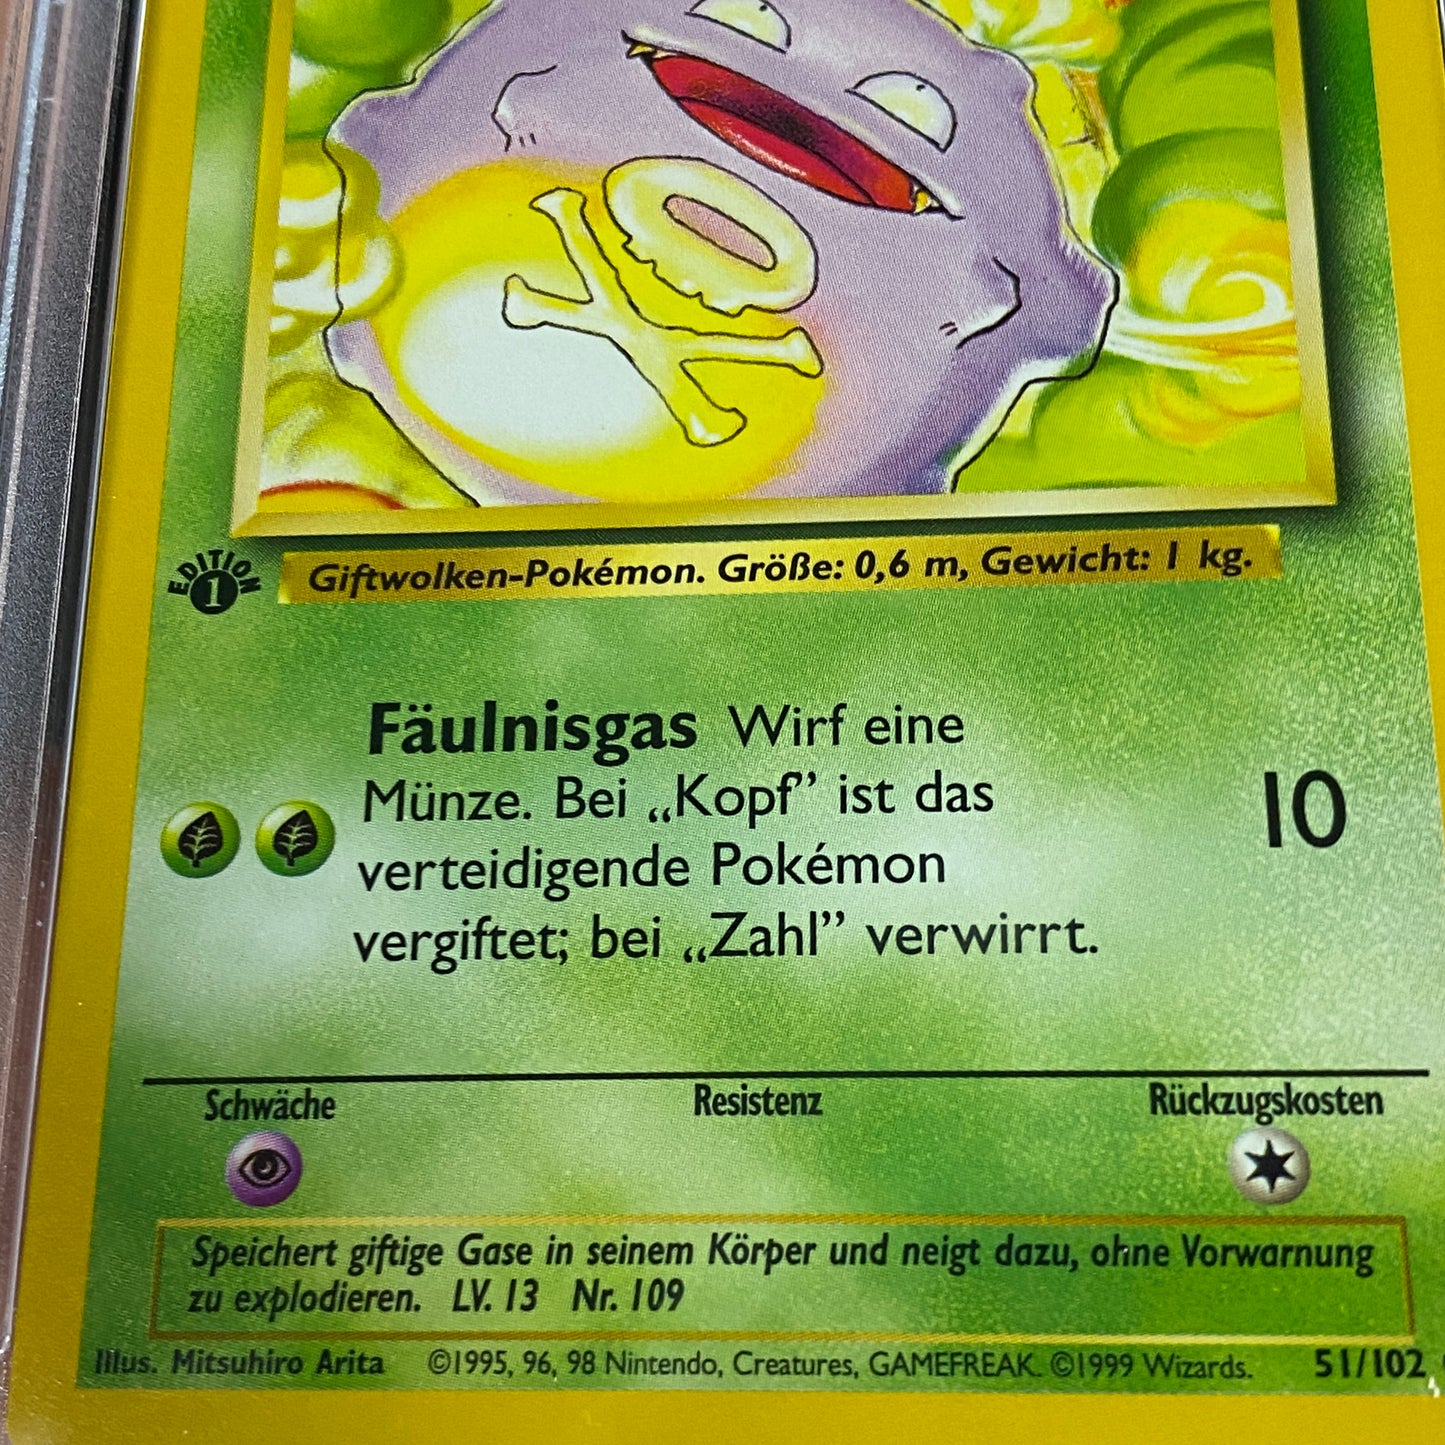 EDITION
1
Giftwolken-Pokémon. Größe: 0,6 m, Gewicht: 1 kg.
Fäulnisgas Wirf eine
Münze. Bei „Kopf” ist das
verteidigende Pokémon
vergiftet; bei „Zahl” verwirrt.
10
Schwäche Resistenz Rückzugskosten
Speichert giftige Gase in seinem Körper und neigt dazu, ohne Vorwarnung
zu explodieren. LV. 13 Nr. 109
Illus. Mitsuhiro Arita ©1995, 96, 98 Nintendo, Creatures, GAMEFREAK. ©1999 Wizards. 51/102